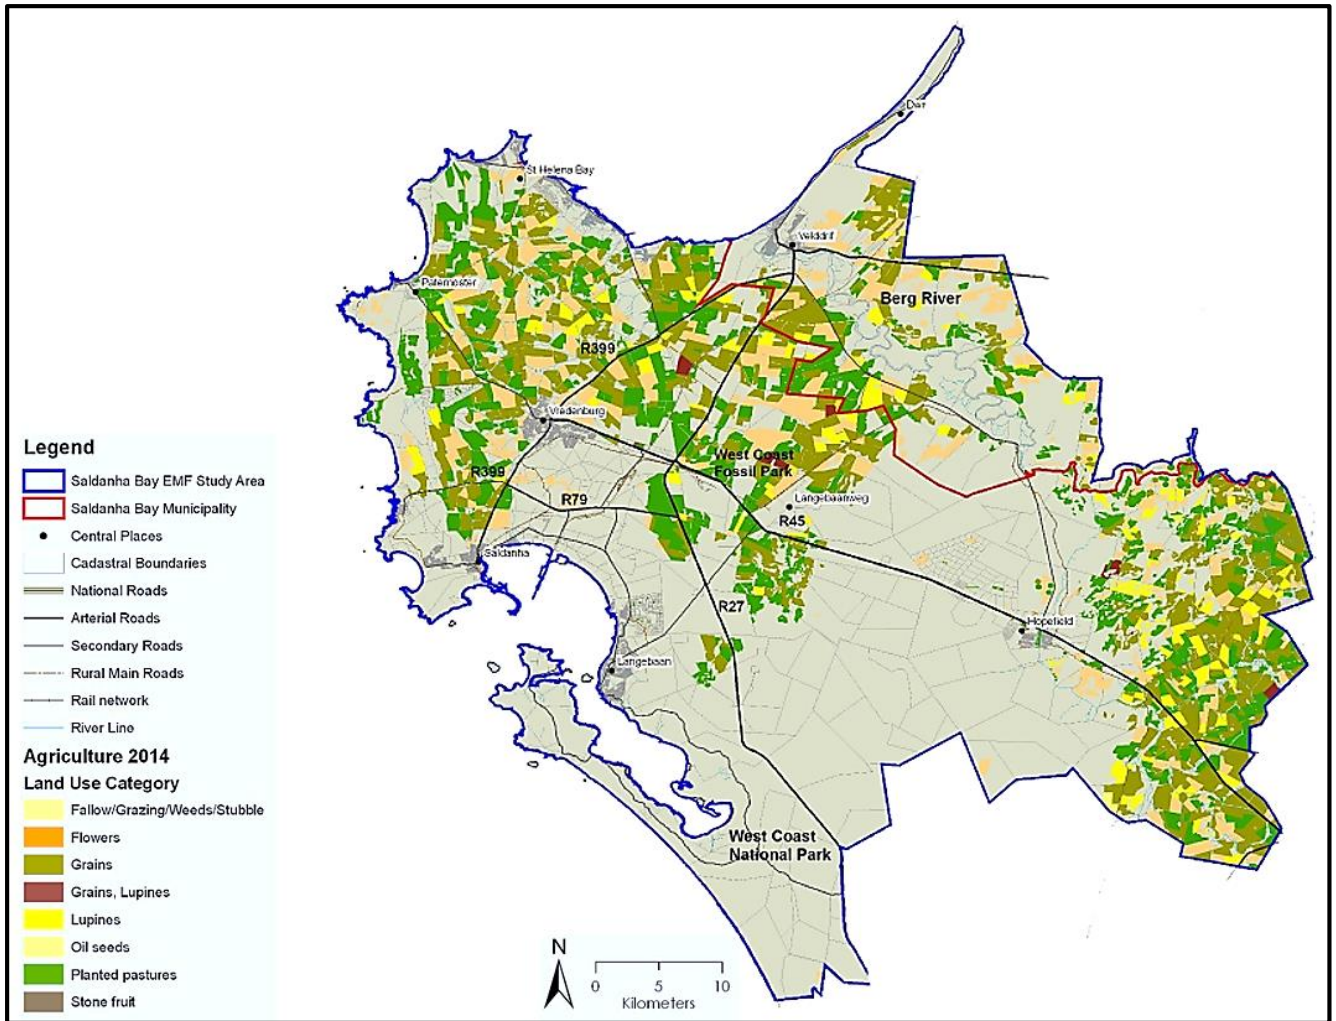 Dwr
St Helena Bay
Velddrif
Paternoster
Berg River
R399
Vredenburg
R399
West Coast
Fossil Park
R79
Langebaanweg
R45
Saldanha
R27
Hopefield
Langebaan
West Coast
National Park
Legend
Saldanha Bay EMF Study Area
Saldanha Bay Municipality
Central Places
Cadastral Boundaries
National Roads
Arterial Roads
Secondary Roads
Rural Main Roads
Rail network
River Line
Agriculture 2014
Land Use Category
Fallow/Grazing/Weeds/Stubble
Flowers
Grains
Grains, Lupines
Lupines
Oil seeds
Planted pastures
Stone fruit
N
0 5 10
Kilometers